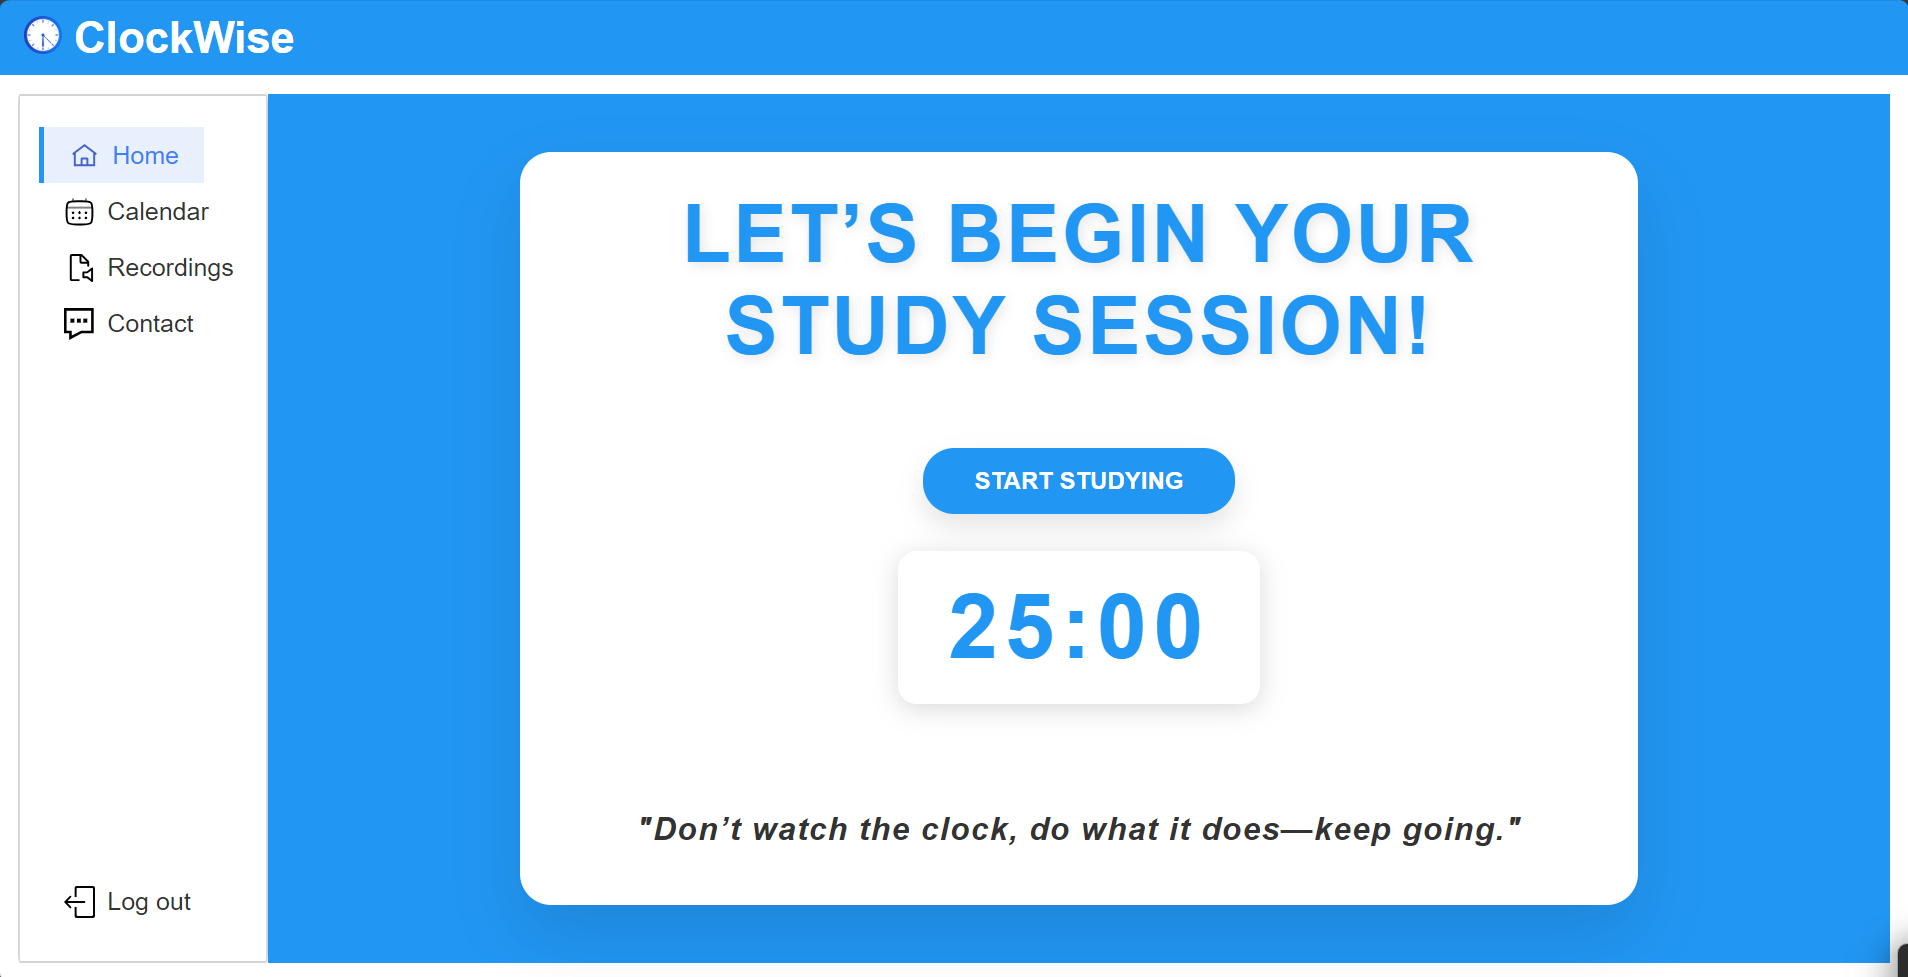 ClockWise
Home
Calendar
Recordings
Contact
Log out
LET’S BEGIN YOUR
STUDY SESSION!
START STUDYING
25:00
"Don’t watch the clock, do what it does—keep going."